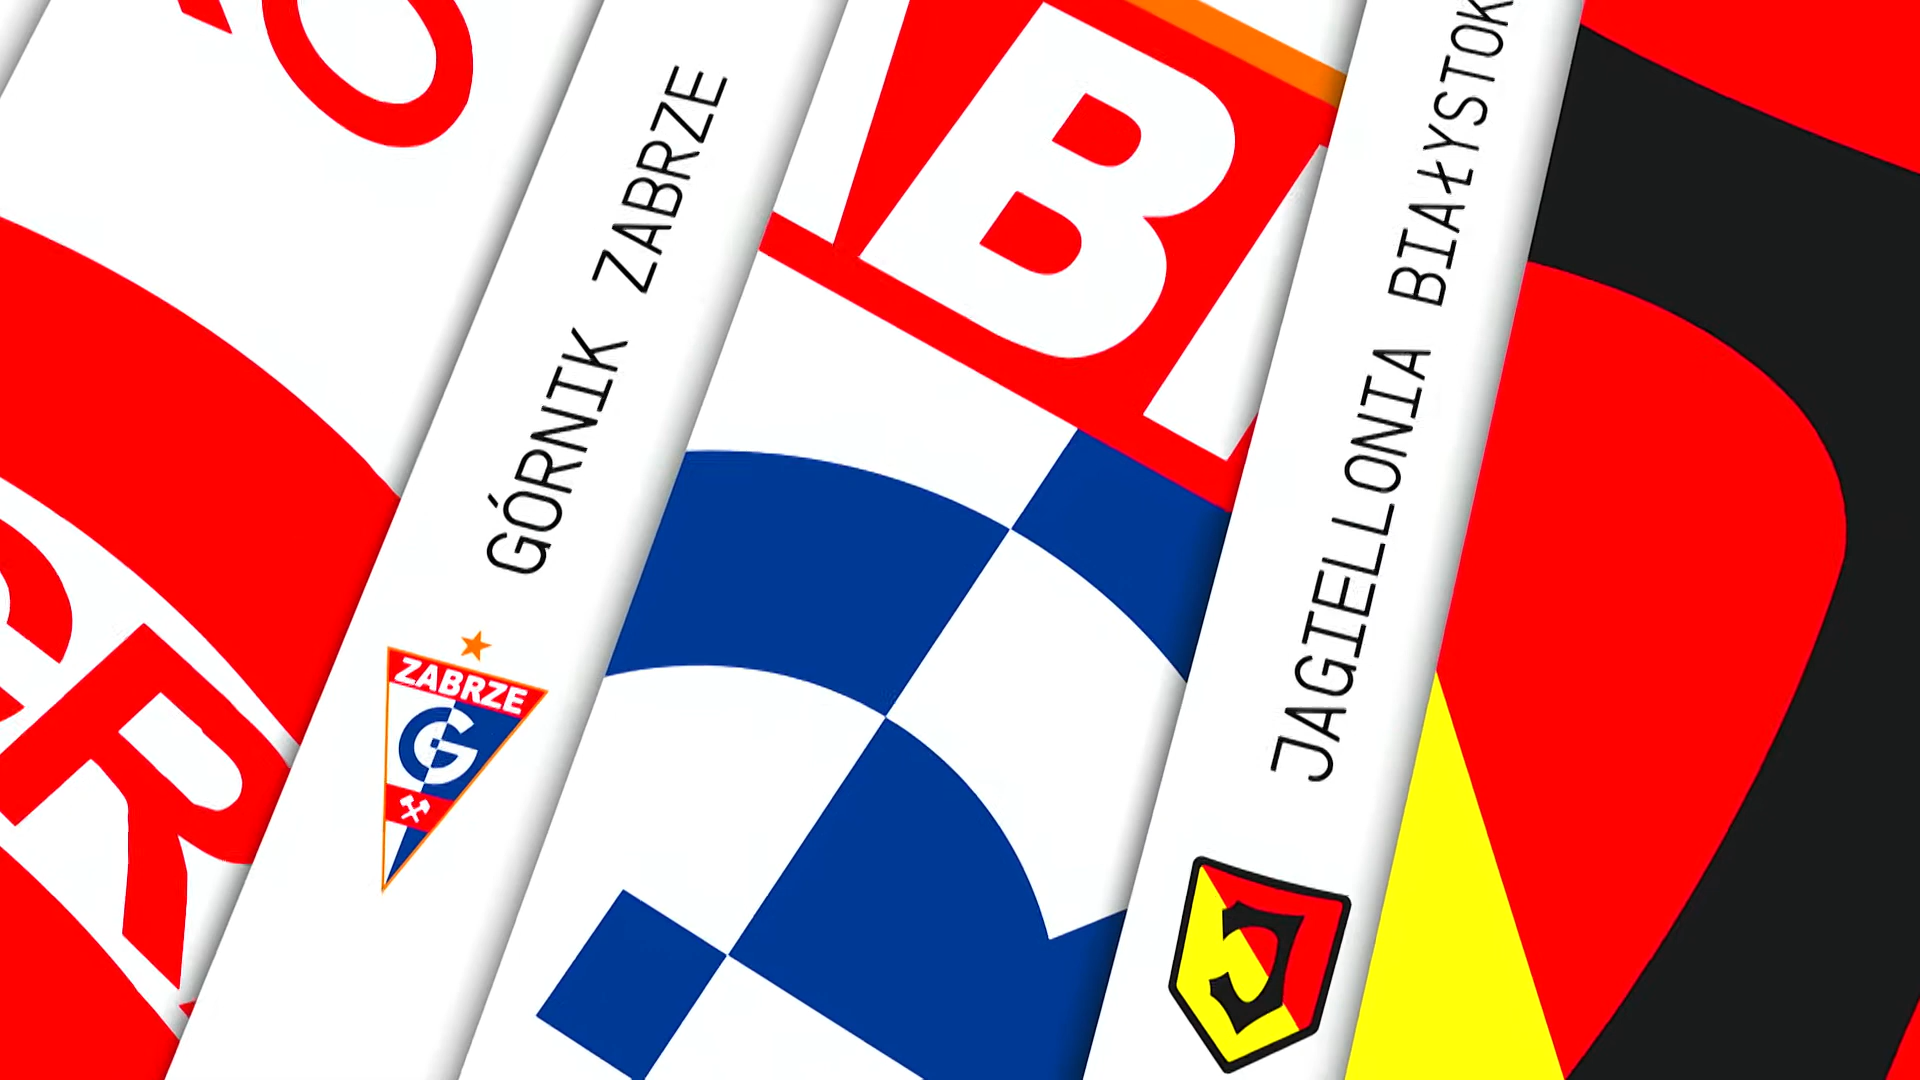 GÓRNIK ZABRZE
ZABRZE
G
B
JAGIELLONIA BIAŁYSTOK
J